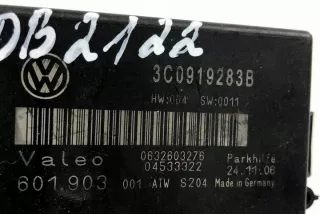 DB2122
3C0919283B
HW:004 SW:0011
Valeo 0632603276 Parkhilfe
04533322 24.11.06
601.903 001 ATW S204 Made in Germany